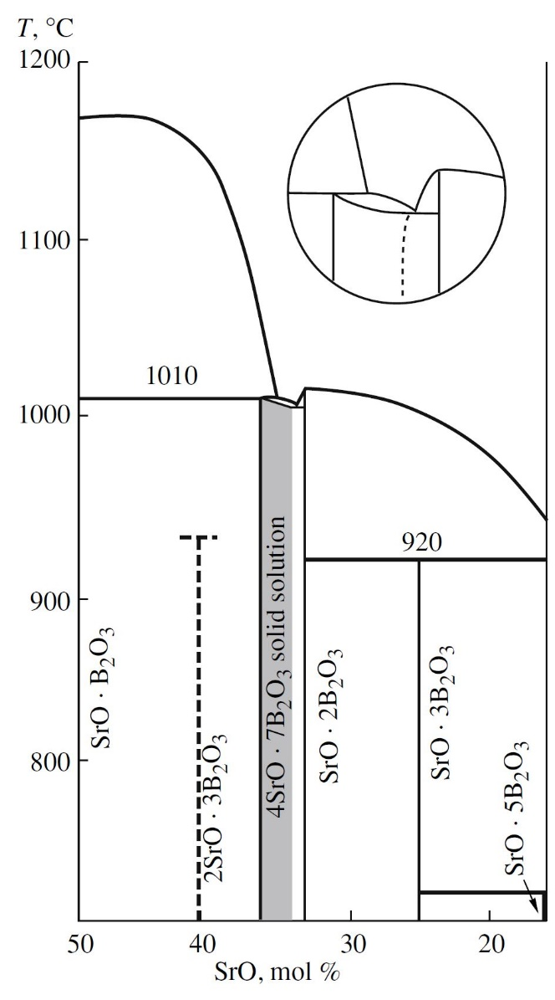 T, °C
1200
1100
1010
1000
920
900
800
SrO · B₂O₃
2SrO · 3B₂O₃
4SrO · 7B₂O₃ solid solution
SrO · 2B₂O₃
SrO · 3B₂O₃
SrO · 5B₂O₃
50 40 30 20
SrO, mol %